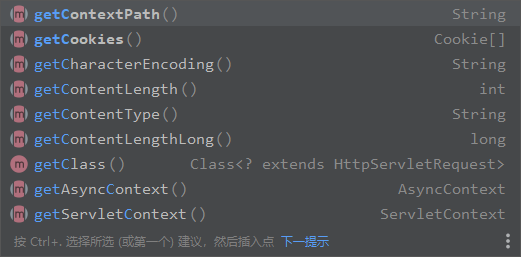 getContextPath() String
getCookies() Cookie[]
getCharacterEncoding() String
getContentLength() int
getContentType() String
getContentLengthLong() long
getClass() Class<? extends HttpServletRequest>
getAsyncContext() AsyncContext
getServletContext() ServletContext
按 Ctrl+. 选择所选 (或第一个) 建议，然后插入点 下一提示